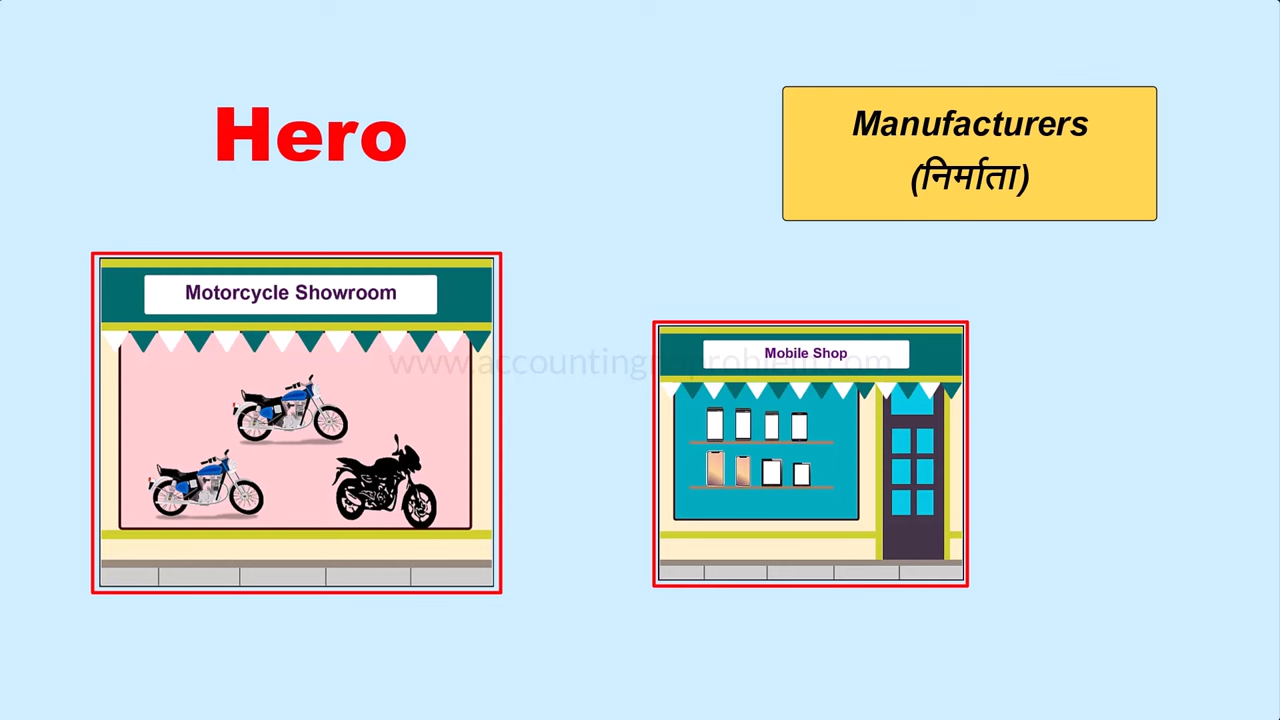 Hero
Manufacturers
(निर्माता)
Motorcycle Showroom
Mobile Shop